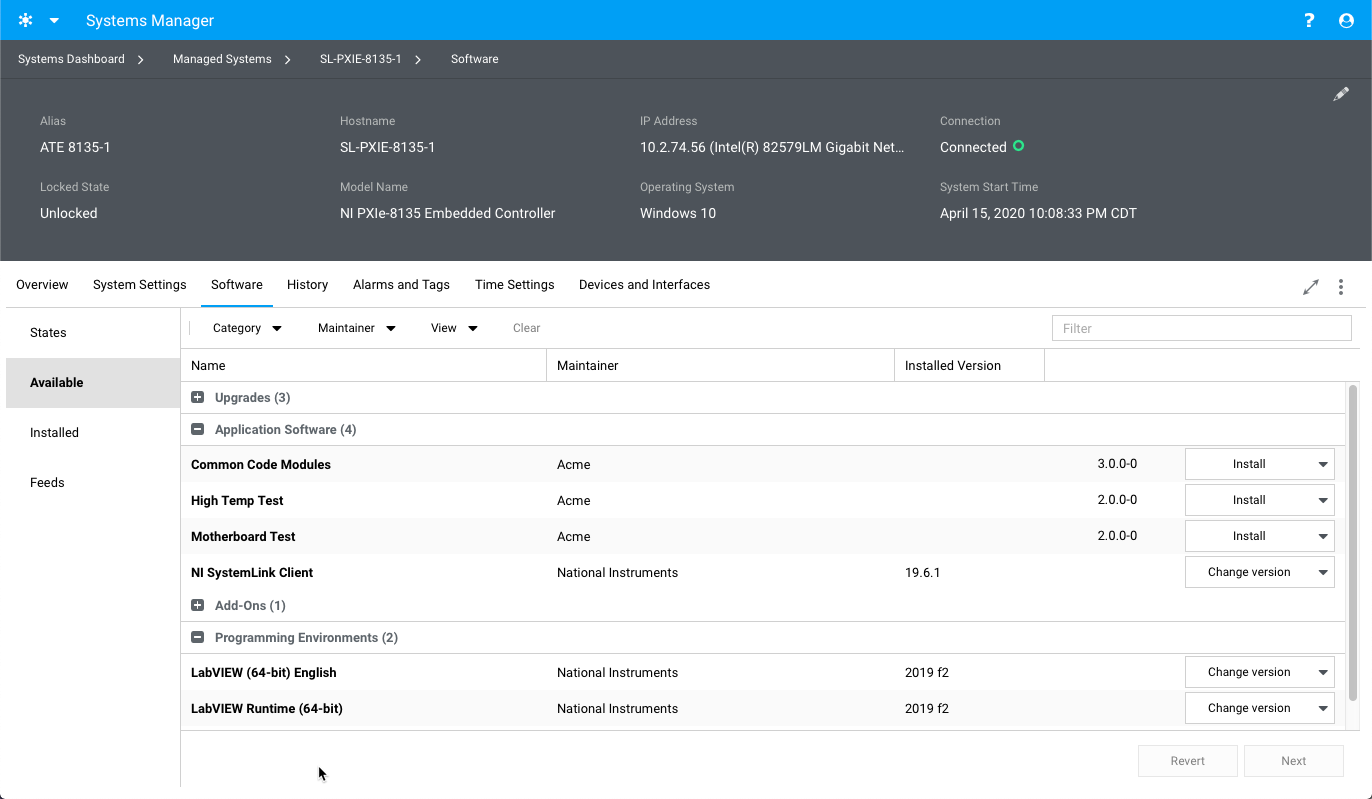 Systems Manager
?
Systems Dashboard Managed Systems SL-PXIE-8135-1 Software
Alias Hostname IP Address Connection
ATE 8135-1 SL-PXIE-8135-1 10.2.74.56 (Intel(R) 82579LM Gigabit Net... Connected
Locked State Model Name Operating System System Start Time
Unlocked NI PXIe-8135 Embedded Controller Windows 10 April 15, 2020 10:08:33 PM CDT
Overview System Settings Software History Alarms and Tags Time Settings Devices and Interfaces
States
Available
Installed
Feeds
Category Maintainer View Clear Filter
Name Maintainer Installed Version
Upgrades (3)
Application Software (4)
Common Code Modules Acme 3.0.0-0 Install
High Temp Test Acme 2.0.0-0 Install
Motherboard Test Acme 2.0.0-0 Install
NI SystemLink Client National Instruments 19.6.1 Change version
Add-Ons (1)
Programming Environments (2)
LabVIEW (64-bit) English National Instruments 2019 f2 Change version
LabVIEW Runtime (64-bit) National Instruments 2019 f2 Change version
Revert Next